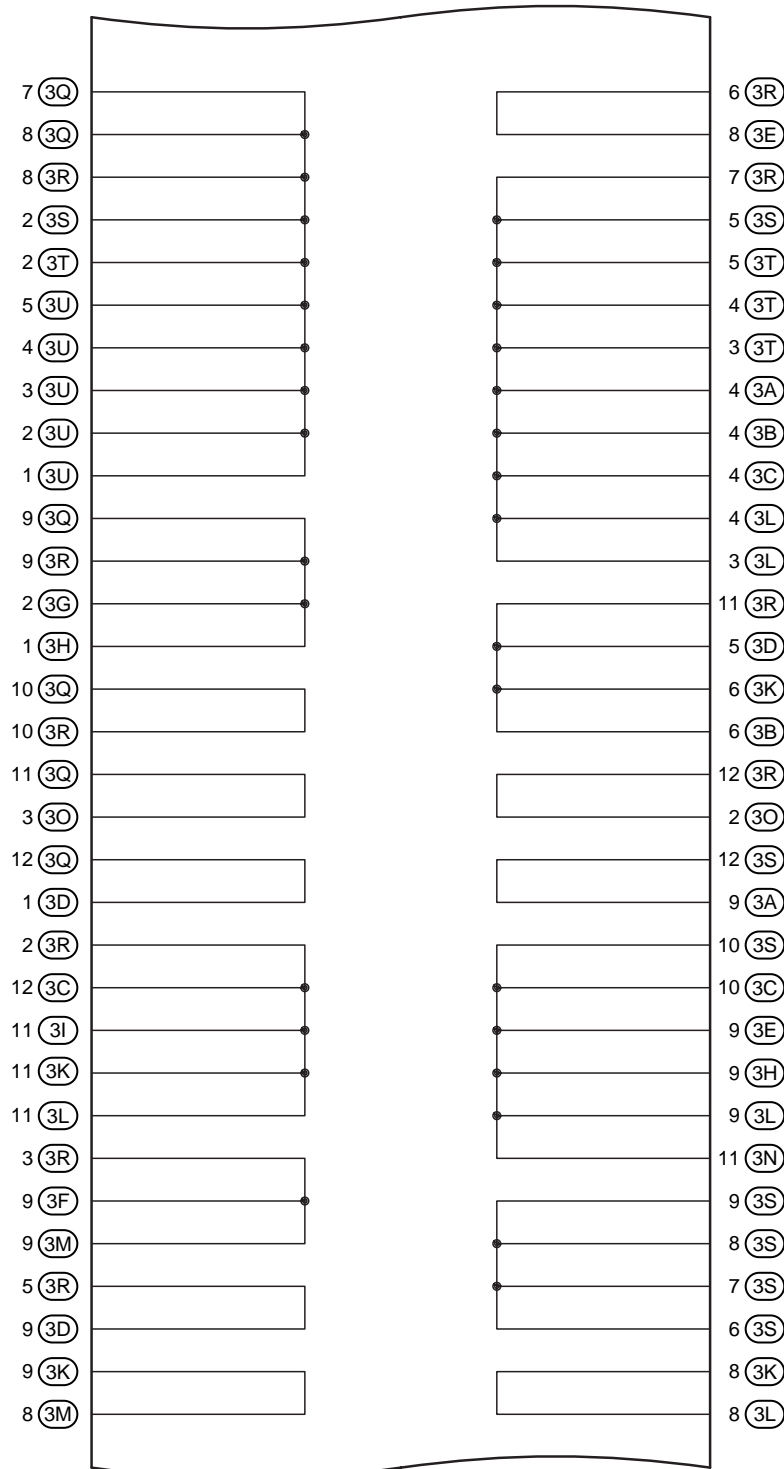 7 3Q 6 3R
8 3Q 8 3E
8 3R 7 3R
2 3S 5 3S
2 3T 5 3T
5 3U 4 3T
4 3U 3 3T
3 3U 4 3A
2 3U 4 3B
1 3U 4 3C
9 3Q 4 3L
9 3R 3 3L
2 3G 11 3R
1 3H 5 3D
10 3Q 6 3K
10 3R 6 3B
11 3Q 12 3R
3 3O 2 3O
12 3Q 12 3S
1 3D 9 3A
2 3R 10 3S
12 3C 10 3C
11 3I 9 3E
11 3K 9 3H
11 3L 9 3L
3 3R 11 3N
9 3F 9 3S
9 3M 8 3S
5 3R 7 3S
9 3D 6 3S
9 3K 8 3K
8 3M 8 3L